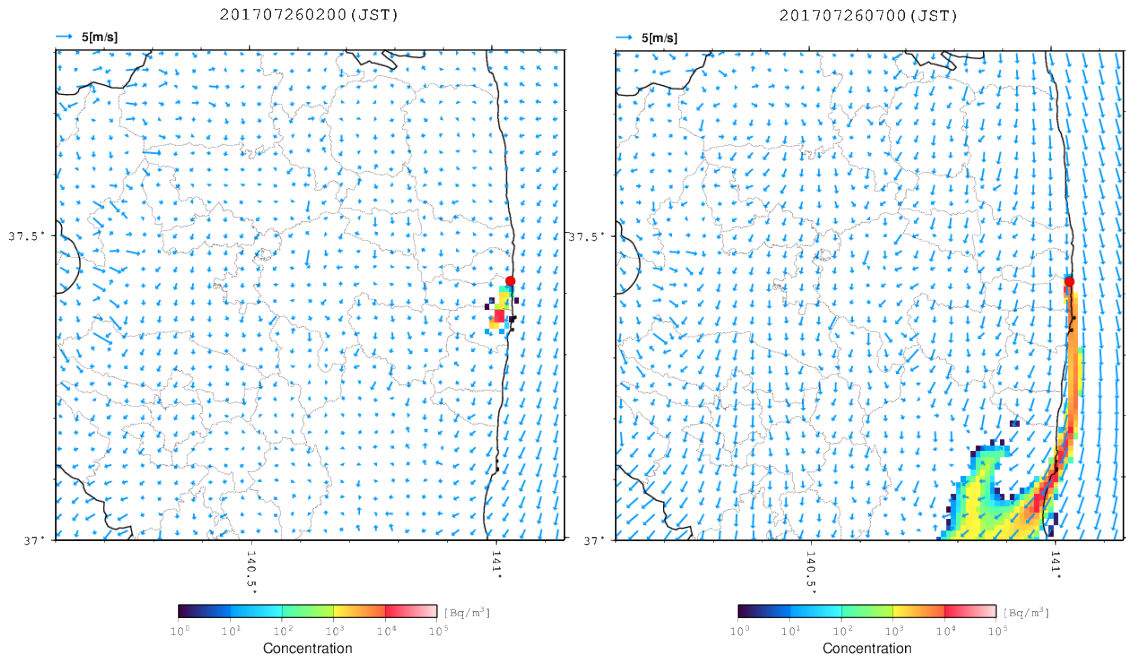 201707260200(JST)
5[m/s]
37.5°
37°
140.5°
141°
10⁰ 10¹ 10² 10³ 10⁴ 10⁵ [Bq/m³]
Concentration
201707260700(JST)
5[m/s]
37.5°
37°
140.5°
141°
10⁰ 10¹ 10² 10³ 10⁴ 10⁵ [Bq/m³]
Concentration